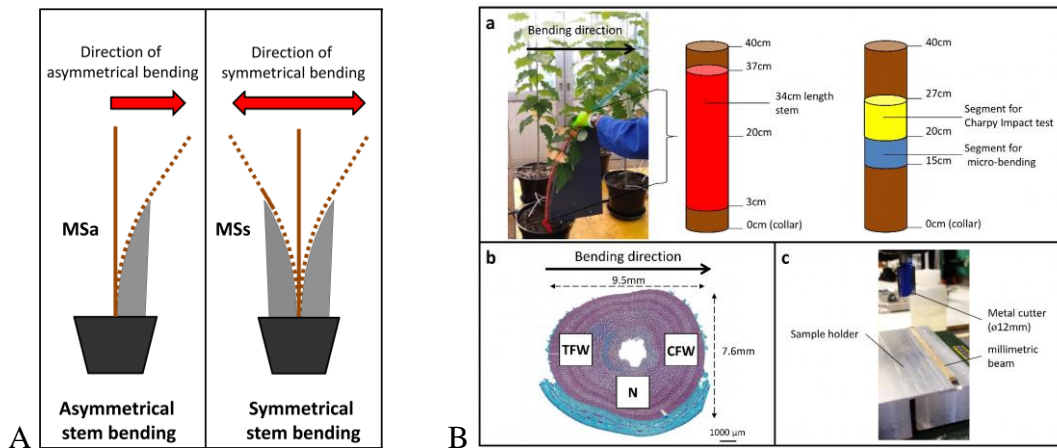 Direction of
asymmetrical bending
MSa
Asymmetrical
stem bending
Direction of
symmetrical bending
MSs
Symmetrical
stem bending
A
B
a
Bending direction
40cm
37cm
34cm length
stem
20cm
3cm
0cm (collar)
40cm
27cm
Segment for
Charpy Impact test
20cm
Segment for
micro-bending
15cm
0cm (collar)
b
Bending direction
9.5mm
TFW
CFW
N
7.6mm
1000 µm
c
Sample holder
Metal cutter
(ø12mm)
millimetric
beam